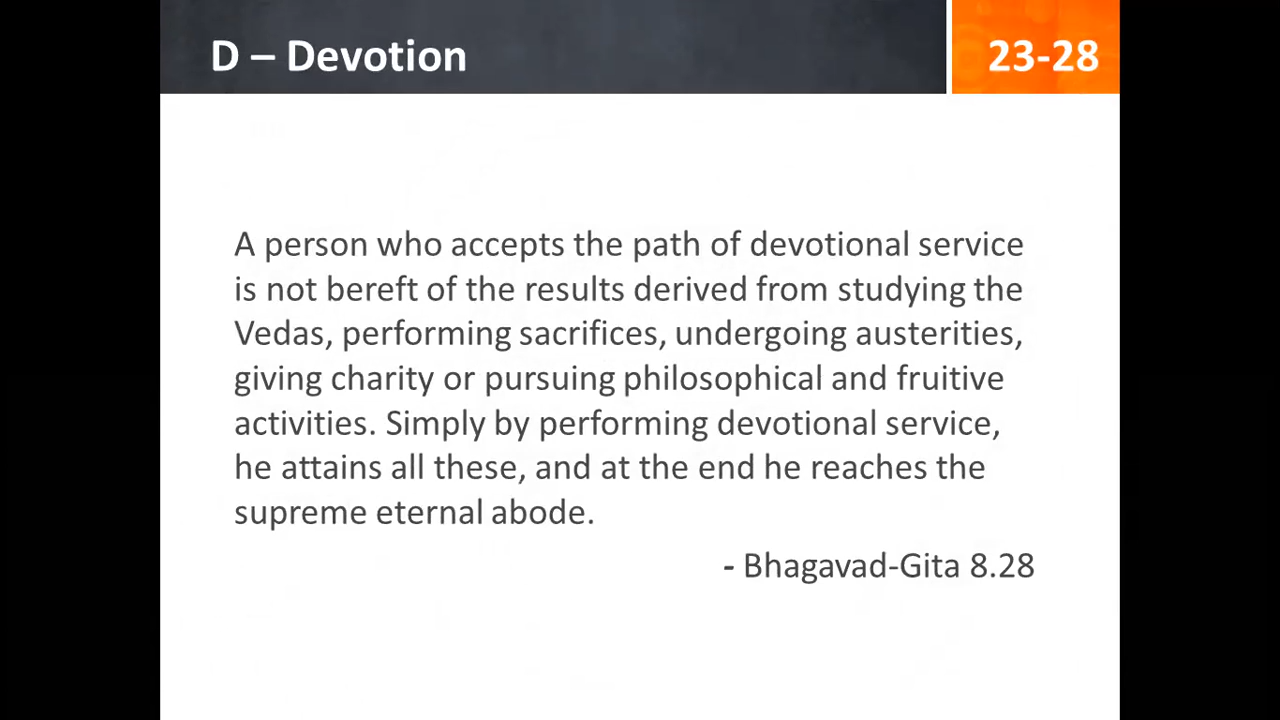 D – Devotion
23-28
A person who accepts the path of devotional service
is not bereft of the results derived from studying the
Vedas, performing sacrifices, undergoing austerities,
giving charity or pursuing philosophical and fruitive
activities. Simply by performing devotional service,
he attains all these, and at the end he reaches the
supreme eternal abode.
- Bhagavad-Gita 8.28